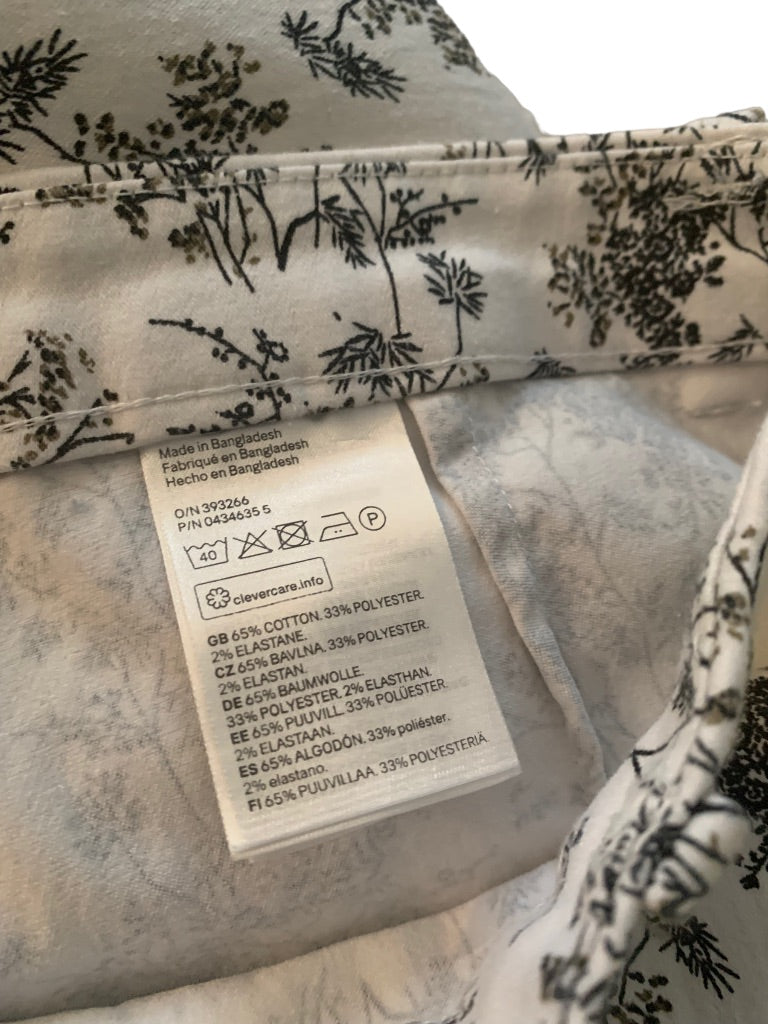 Made in Bangladesh
Fabriqué en Bangladesh
Hecho en Bangladesh
O/N 393266
P/N 0434635 5
40 P
clevercare.info
GB 65% COTTON. 33% POLYESTER.
2% ELASTANE.
CZ 65% BAVLNA. 33% POLYESTER.
2% ELASTAN.
DE 65% BAUMWOLLE.
33% POLYESTER. 2% ELASTHAN.
EE 65% PUUVILL. 33% POLÜESTER.
2% ELASTAAN.
ES 65% ALGODÓN. 33% poliéster.
2% elastano.
FI 65% PUUVILLAA. 33% POLYESTERIÄ.